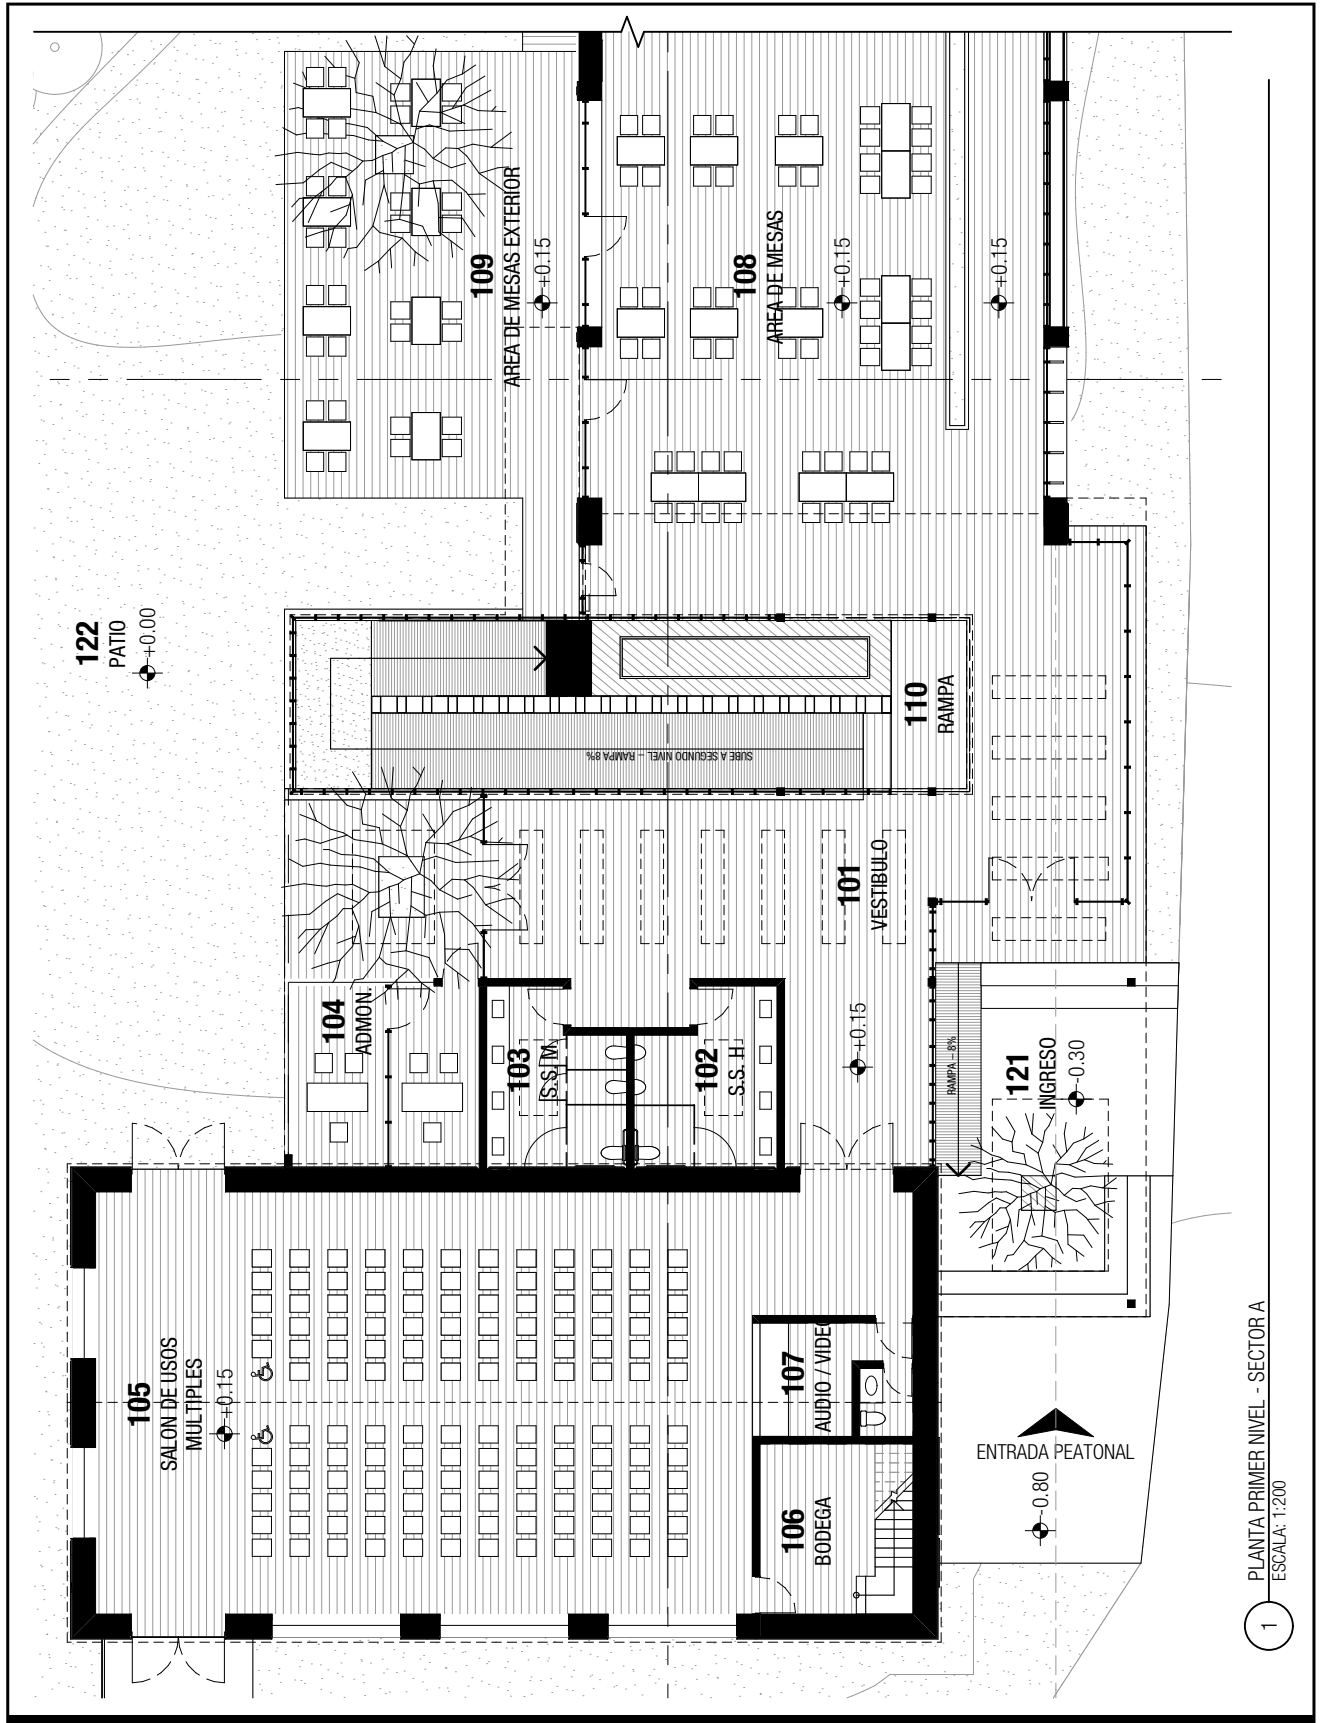 109
AREA DE MESAS EXTERIOR
+0.15
108
AREA DE MESAS
+0.15
+0.15
122
PATIO
+0.00
SUBE A SEGUNDO NIVEL – RAMPA 8%
110
RAMPA
101
VESTIBULO
+0.15
104
ADMON.
103
S.S. M.
102
S.S. H
RAMPA – 8%
121
INGRESO
-0.30
105
SALON DE USOS
MULTIPLES
+0.15
107
AUDIO / VIDEO
106
BODEGA
ENTRADA PEATONAL
-0.80
1
PLANTA PRIMER NIVEL - SECTOR A
ESCALA: 1:200